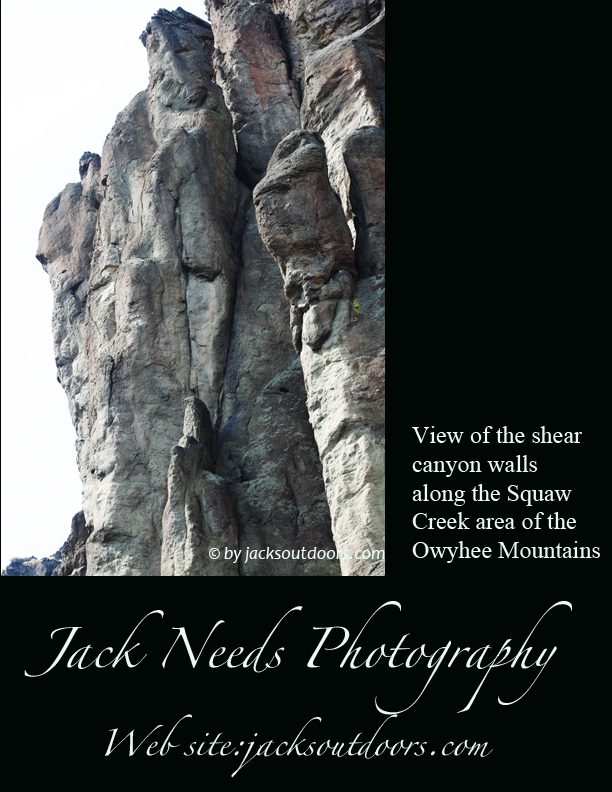 View of the shear
canyon walls
along the Squaw
Creek area of the
Owyhee Mountains
© by jacksoutdoors.com
Jack Needs Photography
Web site:jacksoutdoors.com